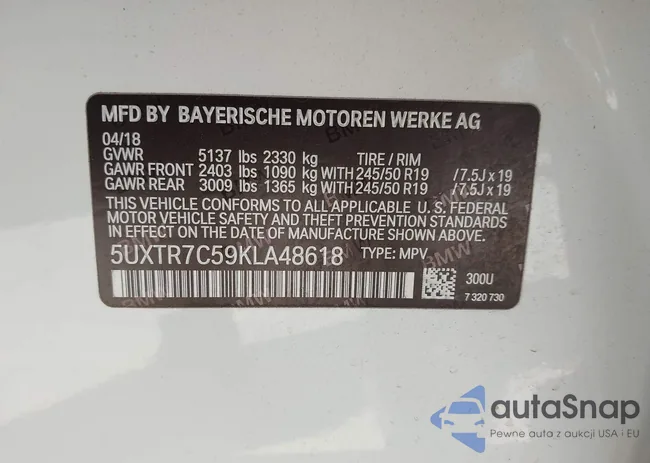 MFD BY BAYERISCHE MOTOREN WERKE AG
04/18
GVWR 5137 lbs 2330 kg TIRE / RIM
GAWR FRONT 2403 lbs 1090 kg WITH 245/50 R19 / 7.5J x 19
GAWR REAR 3009 lbs 1365 kg WITH 245/50 R19 / 7.5J x 19
THIS VEHICLE CONFORMS TO ALL APPLICABLE U. S. FEDERAL
MOTOR VEHICLE SAFETY AND THEFT PREVENTION STANDARDS
IN EFFECT ON THE DATE OF MANUFACTURE SHOWN ABOVE.
5UXTR7C59KLA48618 TYPE: MPV
300U
7 320 730
autoSnap
Pewne auta z aukcji USA i EU